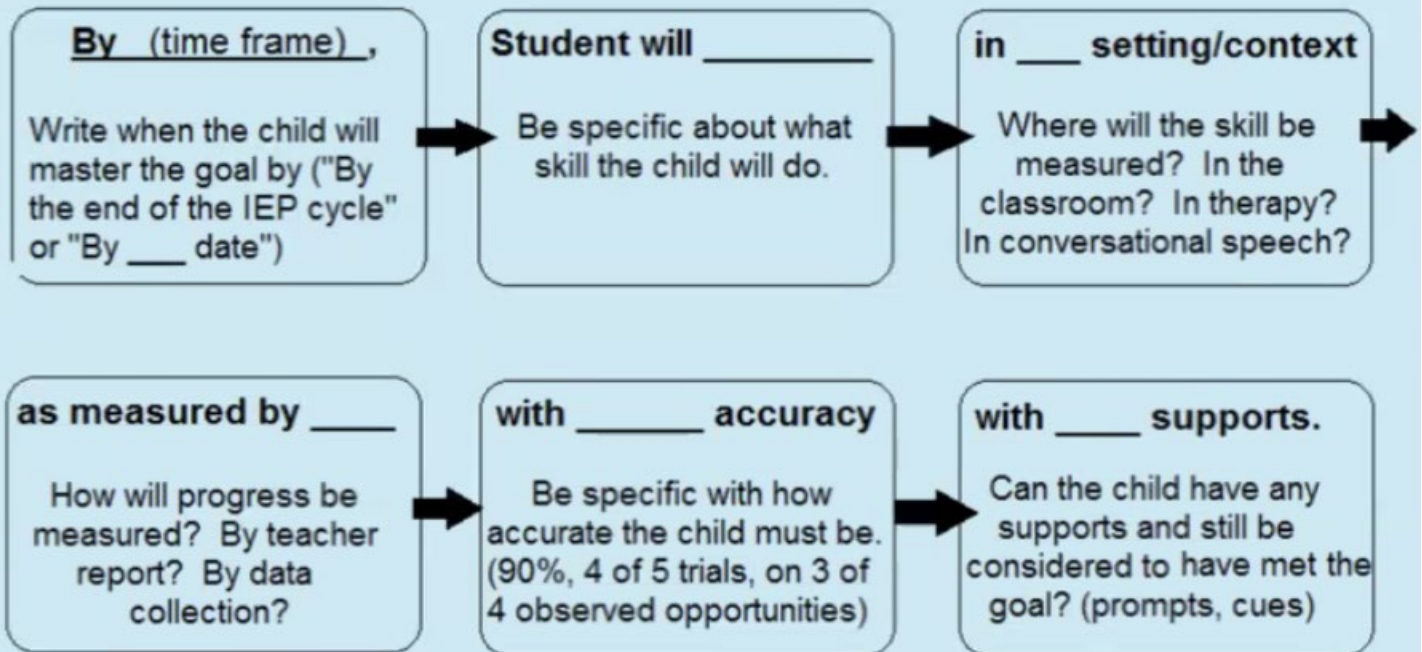 By (time frame) ,
Write when the child will
master the goal by ("By
the end of the IEP cycle"
or "By ___ date")
Student will _________
Be specific about what
skill the child will do.
in ___ setting/context
Where will the skill be
measured? In the
classroom? In therapy?
In conversational speech?
as measured by ____
How will progress be
measured? By teacher
report? By data
collection?
with ______ accuracy
Be specific with how
accurate the child must be.
(90%, 4 of 5 trials, on 3 of
4 observed opportunities)
with ____ supports.
Can the child have any
supports and still be
considered to have met the
goal? (prompts, cues)